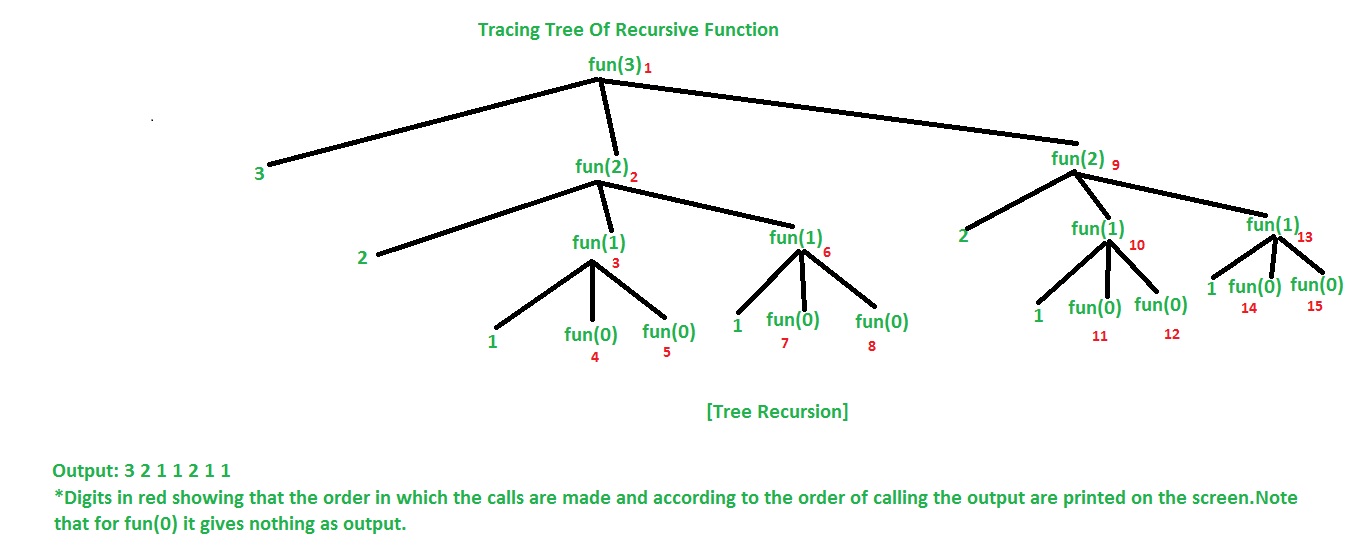 Tracing Tree Of Recursive Function
fun(3) 1
3
fun(2) 2
fun(2) 9
2
fun(1) 3
fun(1) 6
2
fun(1) 10
fun(1) 13
1
fun(0) 4
fun(0) 5
1
fun(0) 7
fun(0) 8
1
fun(0) 11
fun(0) 12
1
fun(0) 14
fun(0) 15
[Tree Recursion]
Output: 3 2 1 1 2 1 1
*Digits in red showing that the order in which the calls are made and according to the order of calling the output are printed on the screen.Note
that for fun(0) it gives nothing as output.